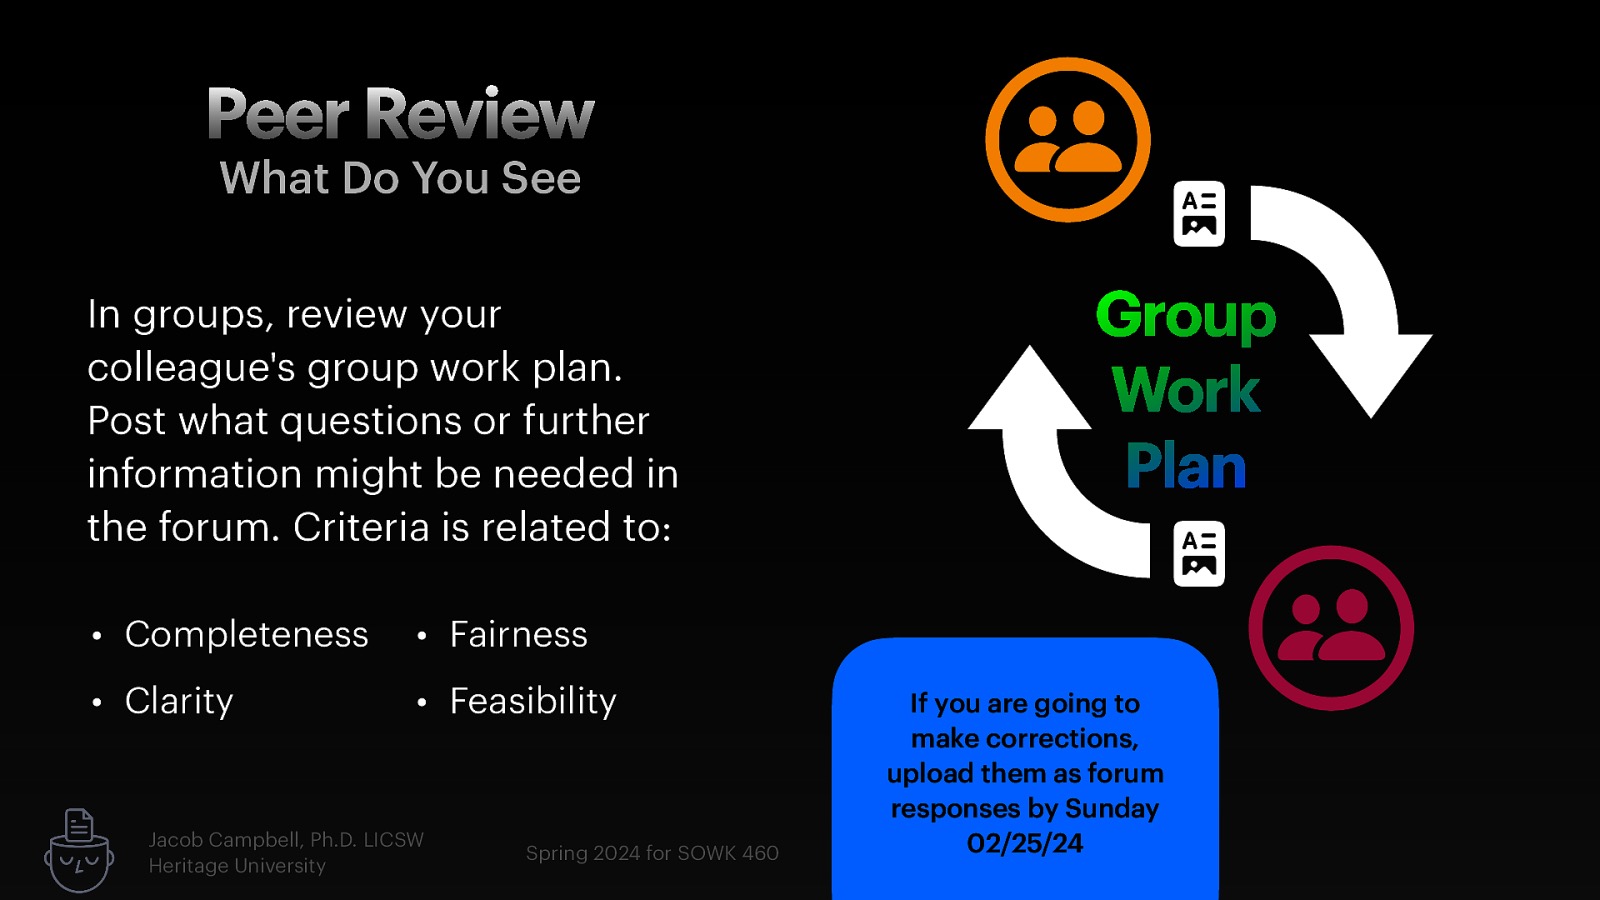 Peer Review
What Do You See
In groups, review your
colleague's group work plan.
Post what questions or further
information might be needed in
the forum. Criteria is related to:
• Completeness
• Clarity
• Fairness
• Feasibility
A
Group
Work
Plan
A
If you are going to
make corrections,
upload them as forum
responses by Sunday
02/25/24
Jacob Campbell, Ph.D. LICSW
Heritage University
Spring 2024 for SOWK 460